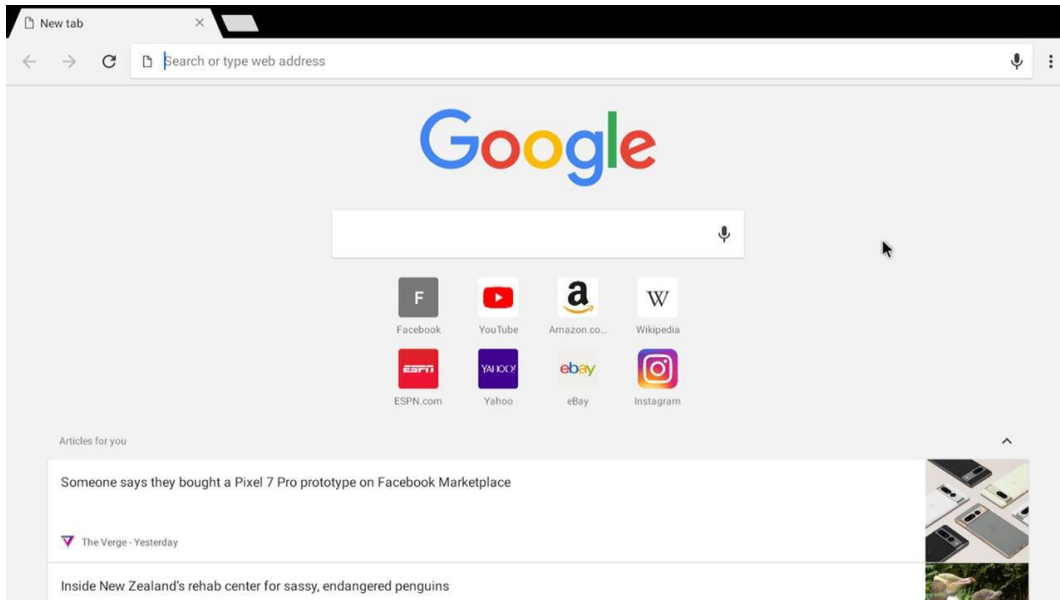 New tab
Search or type web address
Google
F
a
W
Facebook
YouTube
Amazon.co...
Wikipedia
ESPN
YAHOO!
ebay
ESPN.com
Yahoo
eBay
Instagram
Articles for you
Someone says they bought a Pixel 7 Pro prototype on Facebook Marketplace
The Verge - Yesterday
Inside New Zealand's rehab center for sassy, endangered penguins